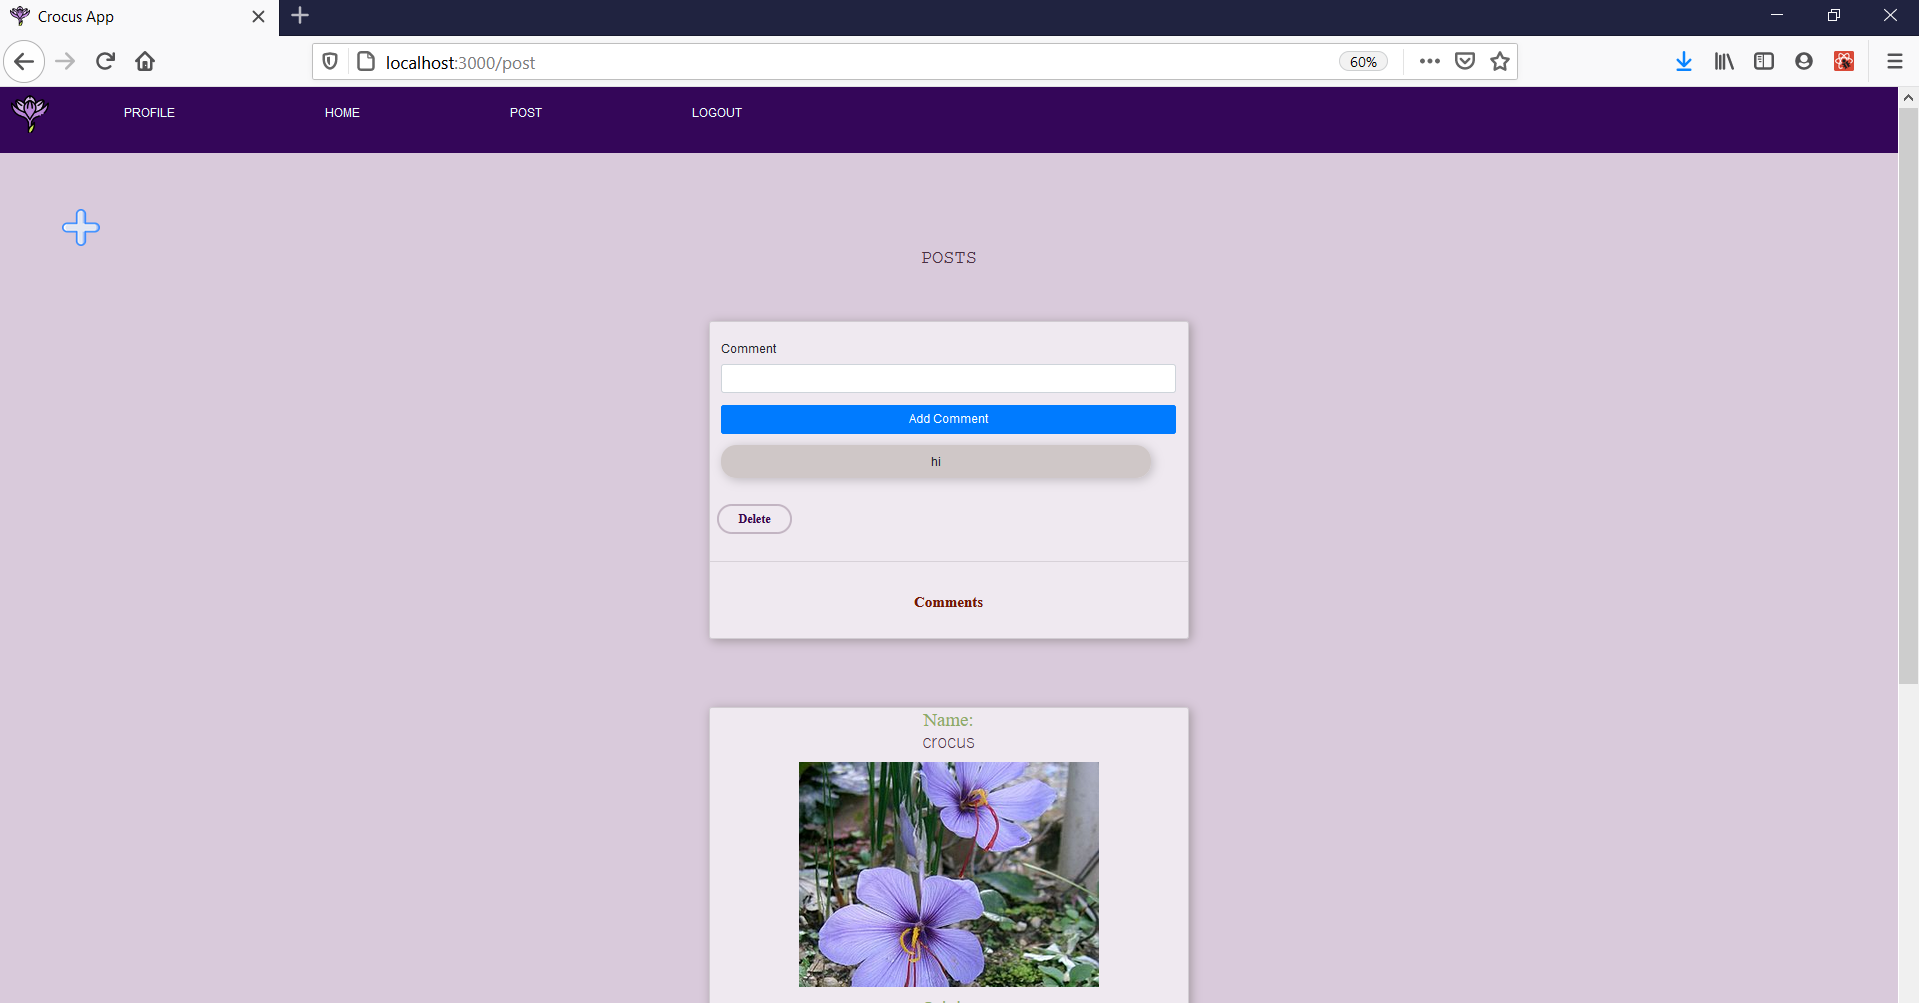 Crocus App
localhost:3000/post
60%
PROFILE HOME POST LOGOUT
POSTS
Comment
Add Comment
hi
Delete
Comments
Name:
crocus